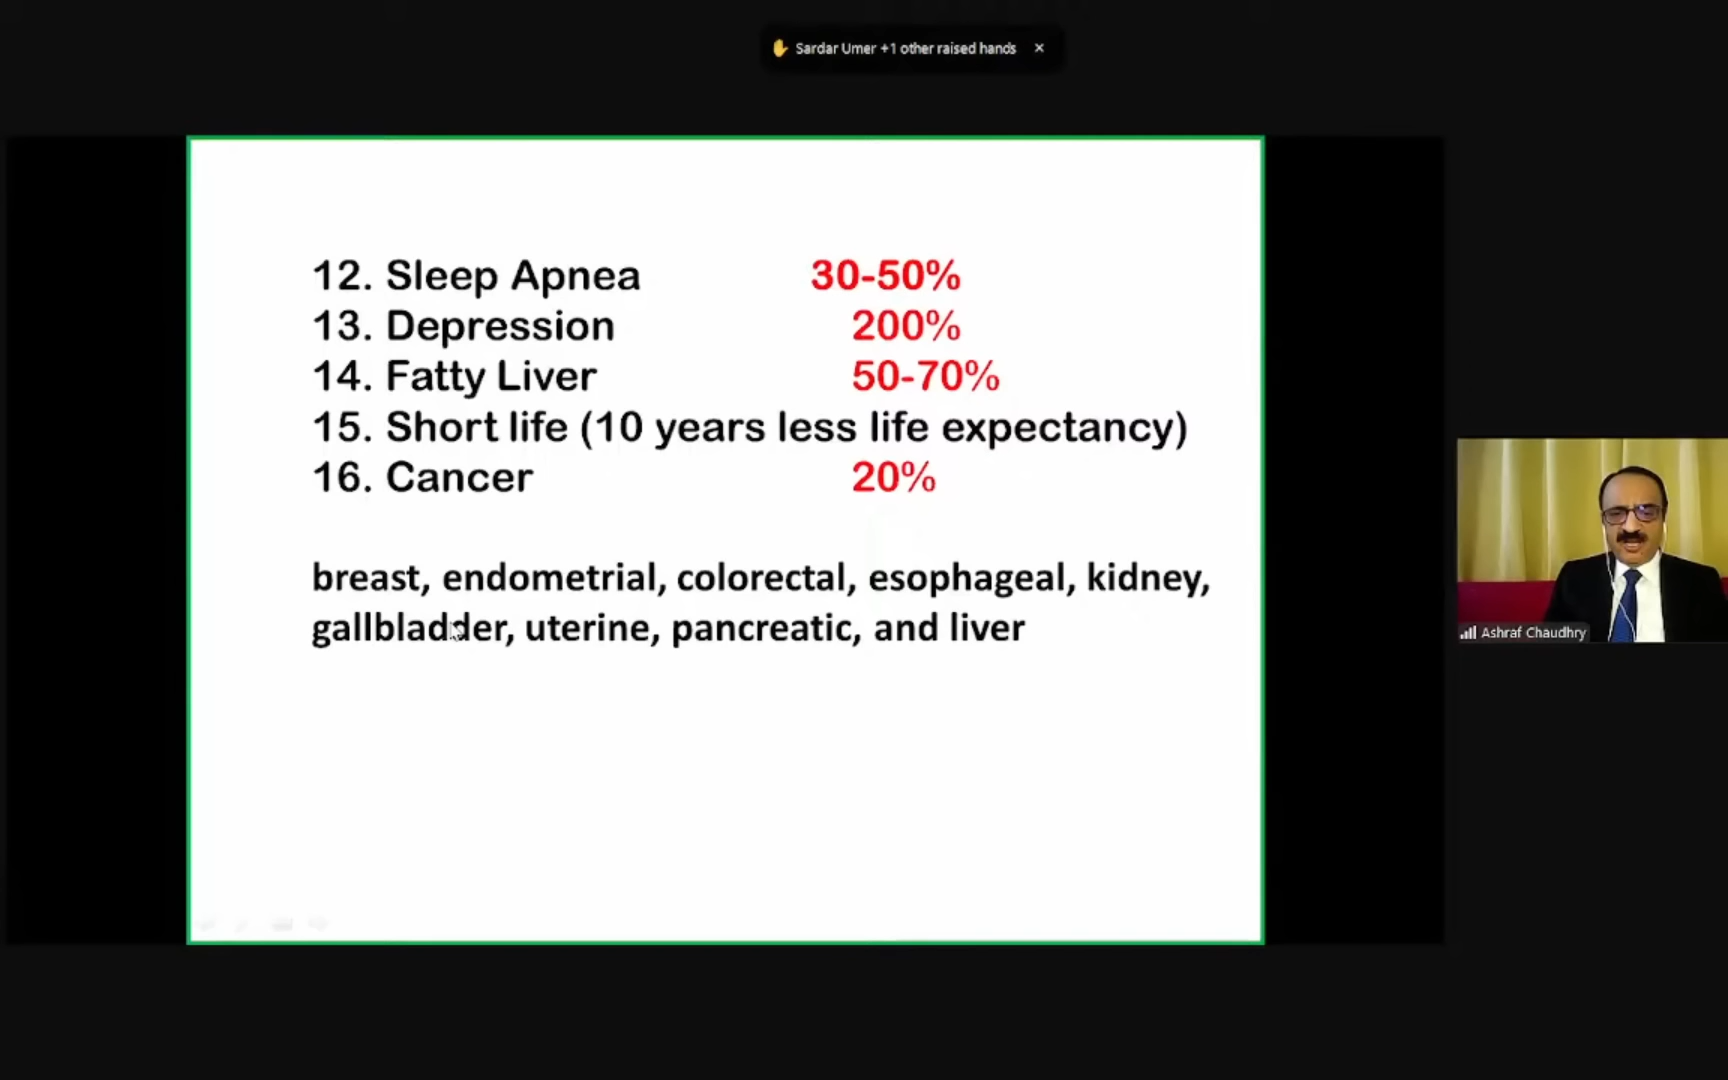 Sardar Umer +1 other raised hands ×
12. Sleep Apnea 30-50%
13. Depression 200%
14. Fatty Liver 50-70%
15. Short life (10 years less life expectancy)
16. Cancer 20%
breast, endometrial, colorectal, esophageal, kidney,
gallbladder, uterine, pancreatic, and liver
Ashraf Chaudhry